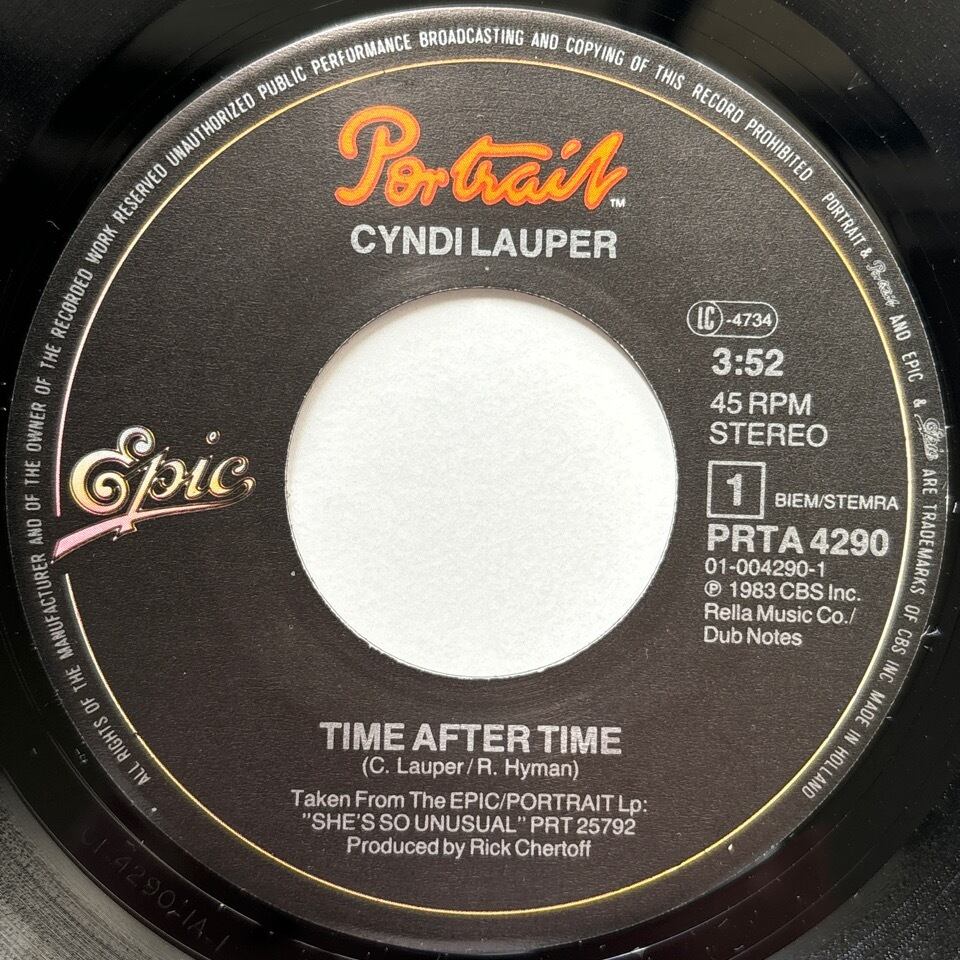 ALL RIGHTS OF THE MANUFACTURER AND OF THE OWNER OF THE RECORDED WORK RESERVED UNAUTHORIZED PUBLIC PERFORMANCE BROADCASTING AND COPYING OF THIS RECORD PROHIBITED PORTRAIT & Portrait AND EPIC & Epic ARE TRADEMARKS OF CBS INC. MADE IN HOLLAND
Portrait™
CYNDI LAUPER
LC-4734
3:52
45 RPM
STEREO
Epic
1 BIEM/STEMRA
PRTA 4290
01-004290-1
℗ 1983 CBS Inc.
Rella Music Co./
Dub Notes
TIME AFTER TIME
(C. Lauper/R. Hyman)
Taken From The EPIC/PORTRAIT Lp:
"SHE'S SO UNUSUAL" PRT 25792
Produced by Rick Chertoff